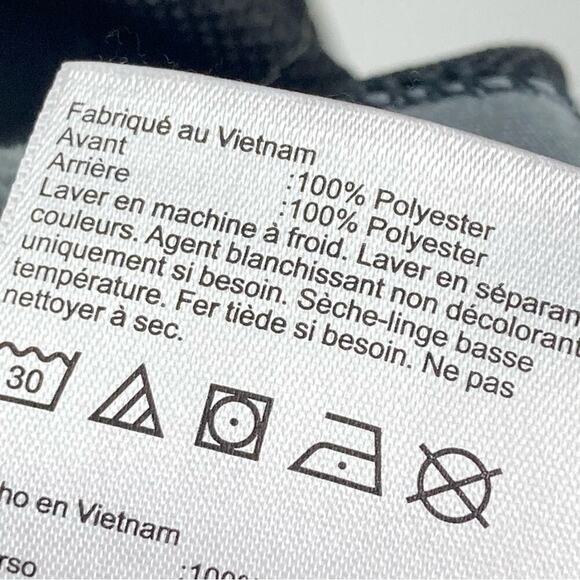 Fabriqué au Vietnam
Avant :100% Polyester
Arrière :100% Polyester
Laver en machine à froid. Laver en séparan
couleurs. Agent blanchissant non décolorant
uniquement si besoin. Sèche-linge basse
température. Fer tiède si besoin. Ne pas
nettoyer à sec.
30
ho en Vietnam
rso :100%